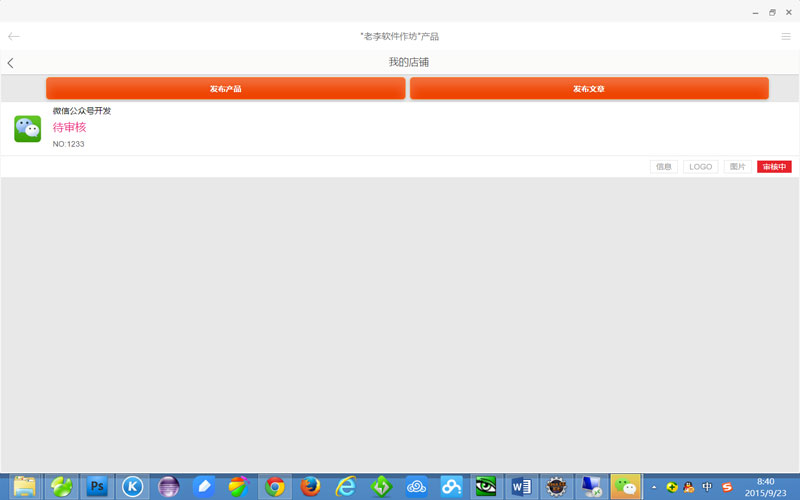 "老李软件作坊"产品
我的店铺
发布产品 发布文章
微信公众号开发
待审核
NO:1233
信息 LOGO 图片 审核中
Ps K W 中 S 8:40
2015/9/23